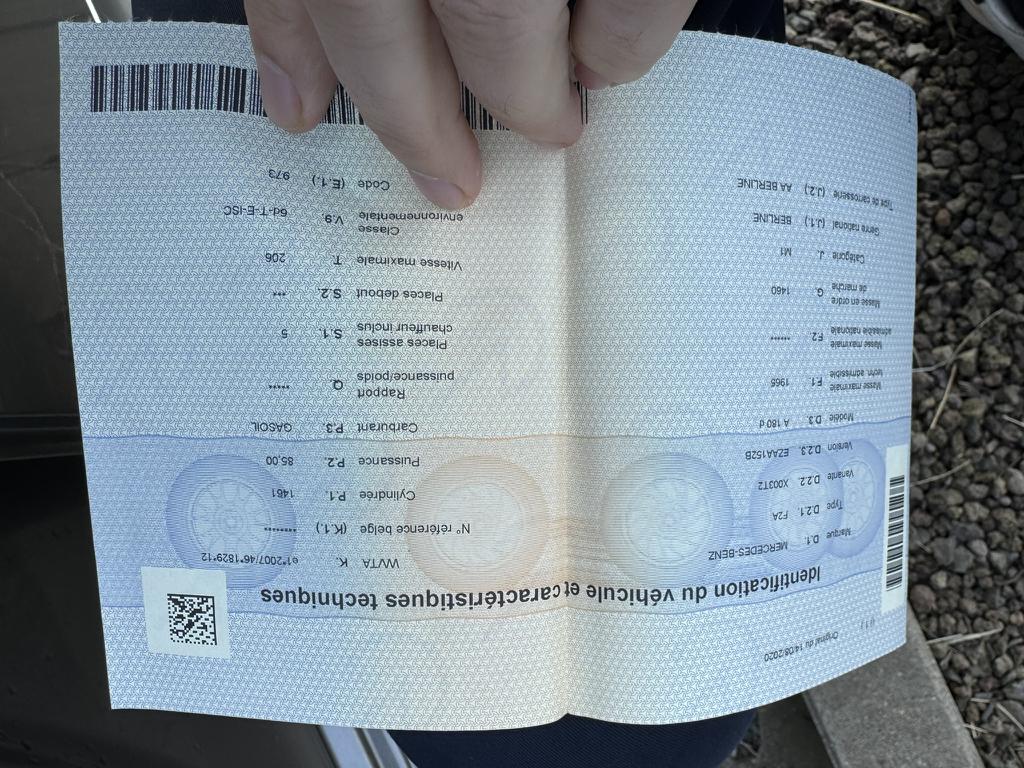 Original du 14/08/2020
Identification du véhicule et caractéristiques techniques
Marque D.1. MERCEDES-BENZ
Type D.2.1. F2A
Variante D.2.2. X003T2
Version D.2.3. EZAA152B
Modèle D.3. A 180 d
Masse maximale
techn. admissible F.1. 1965
Masse maximale
admissible nationale F.2. ******
Masse en ordre
de marche G. 1460
Catégorie J. M1
Genre national (J.1.) BERLINE
Type de carrosserie (J.2.) AA BERLINE
WVTA K. e1*2007/46*1829*12
N° référence belge (K.1.) ********
Cylindrée P.1. 1461
Puissance P.2. 85,00
Carburant P.3. GASOIL
Rapport
puissance/poids Q. *****
Places assises
chauffeur inclus S.1. 5
Places debout S.2. ***
Vitesse maximale T. 206
Classe
environnementale V.9. 6d-T-E-ISC
Code (E.1.) 973